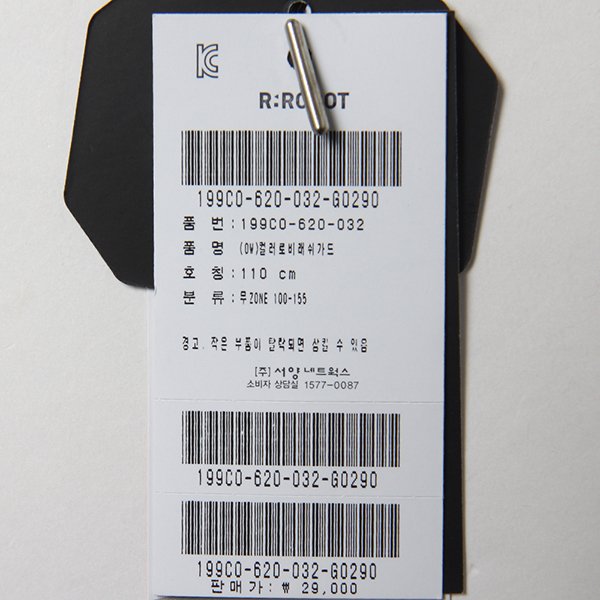 KC
R:ROBOT
199C0-620-032-G0290
품 번 : 199C0-620-032
품 명 (OW)컬러로비래쉬가드
호 칭 : 110 cm
분 류 : 무ZONE 100-155
경고. 작은 부품이 탈락되면 삼킬 수 있음
[주] 서양네트웍스
소비자 상담실 1577-0087
199C0-620-032-G0290
199C0-620-032-G0290
판매가: ₩ 29,000